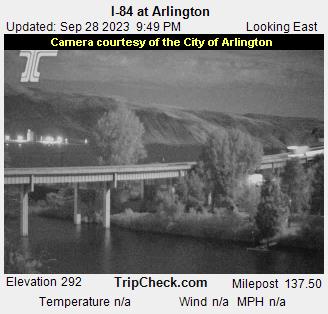 I-84 at Arlington
Updated: Sep 28 2023 9:49 PM Looking East
Camera courtesy of the City of Arlington
Elevation 292 TripCheck.com Milepost 137.50
Temperature n/a Wind n/a MPH n/a